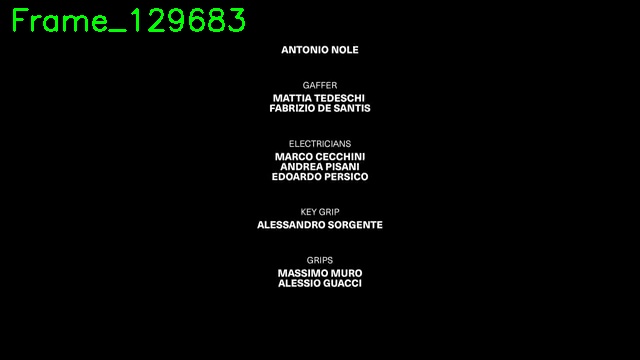 Frame_129683
ANTONIO NOLE
GAFFER
MATTIA TEDESCHI
FABRIZIO DE SANTIS
ELECTRICIANS
MARCO CECCHINI
ANDREA PISANI
EDOARDO PERSICO
KEY GRIP
ALESSANDRO SORGENTE
GRIPS
MASSIMO MURO
ALESSIO GUACCI